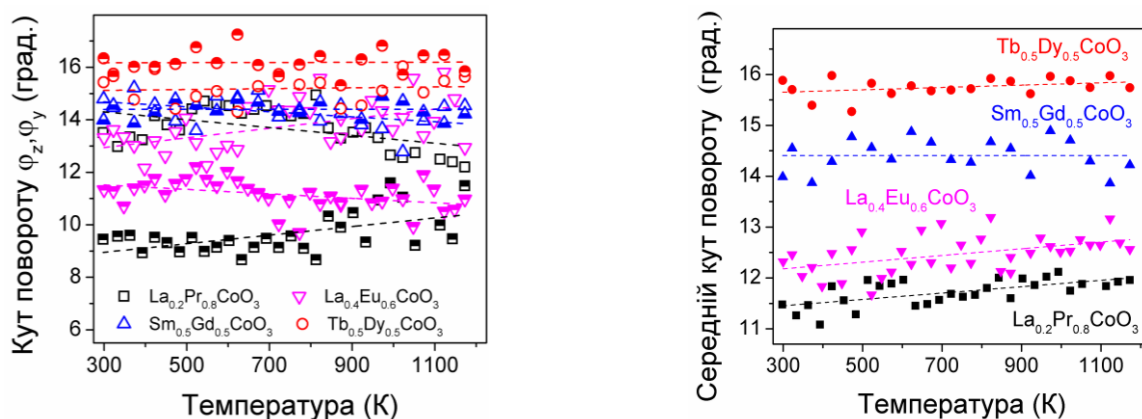 Кут повороту φz,φy (град.)
16
14
12
10
8
6
La0.2Pr0.8CoO3
La0.4Eu0.6CoO3
Sm0.5Gd0.5CoO3
Tb0.5Dy0.5CoO3
300
500
700
900
1100
Температура (K)
Середній кут повороту (град.)
16
15
14
13
12
11
Tb0.5Dy0.5CoO3
Sm0.5Gd0.5CoO3
La0.4Eu0.6CoO3
La0.2Pr0.8CoO3
300
500
700
900
1100
Температура (K)